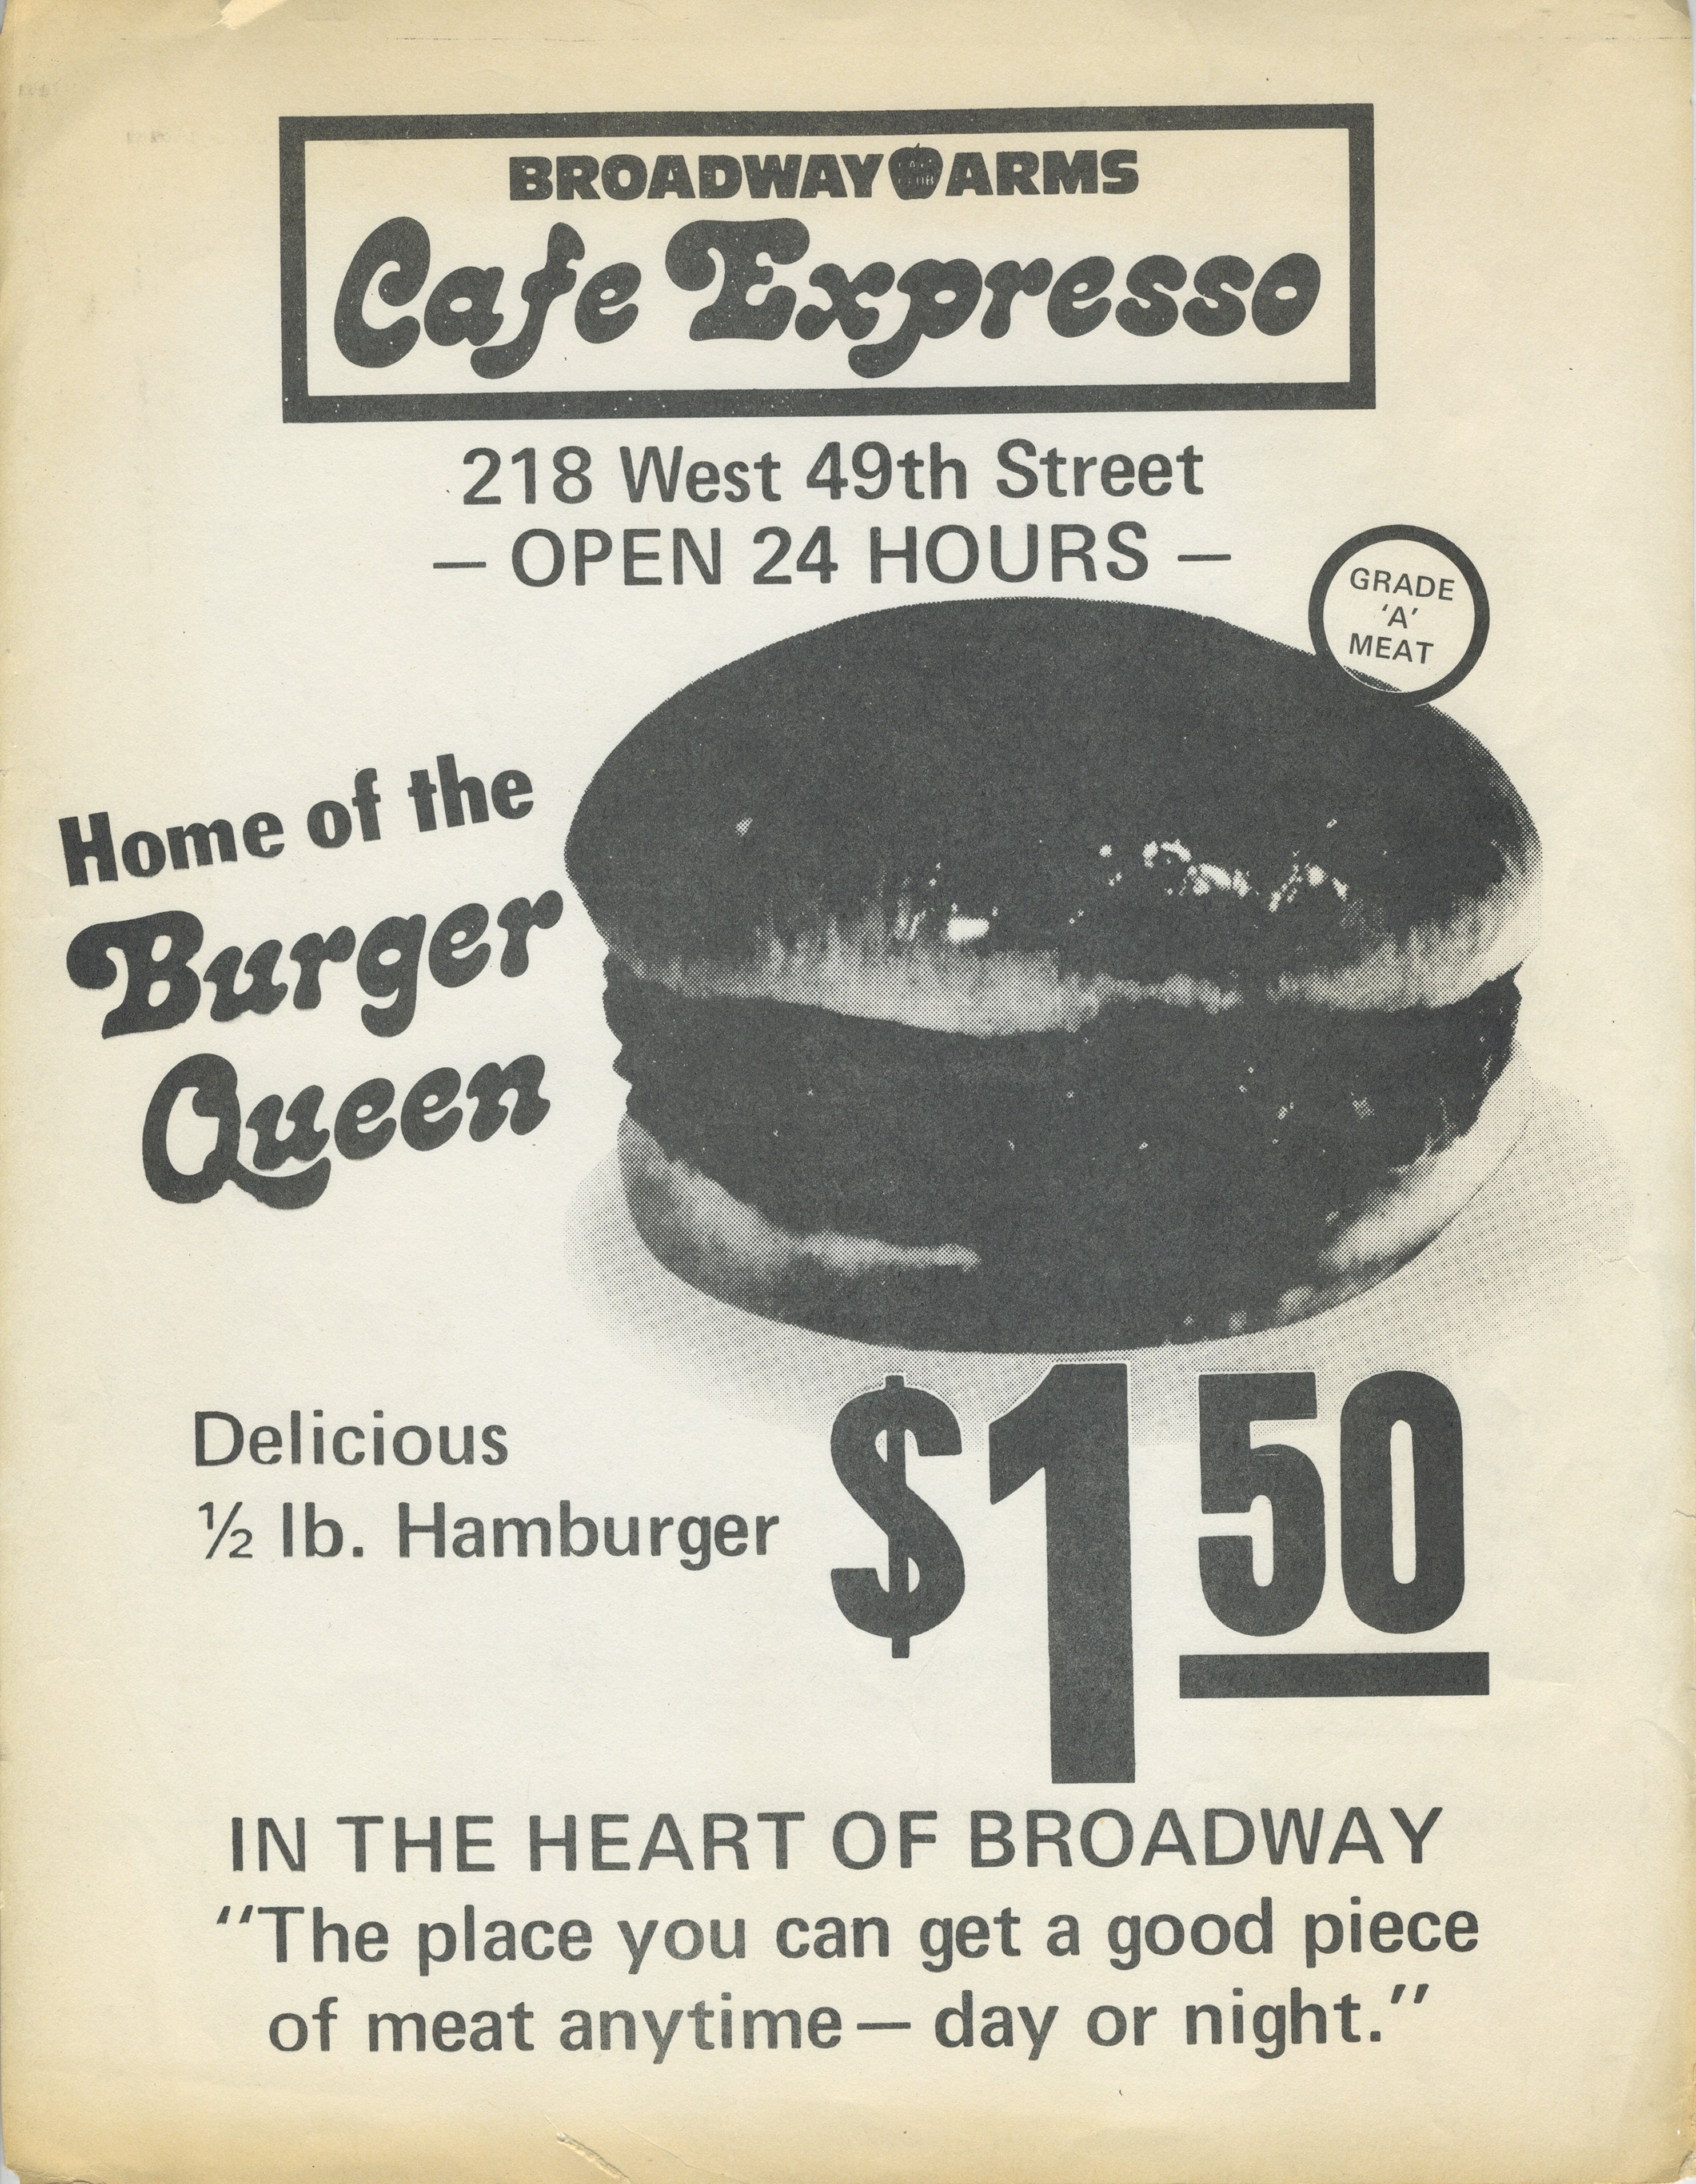 BROADWAY ARMS
Cafe Expresso
218 West 49th Street
— OPEN 24 HOURS —
GRADE
‘A’
MEAT
Home of the
Burger
Queen
Delicious
½ lb. Hamburger
$1 50
IN THE HEART OF BROADWAY
“The place you can get a good piece
of meat anytime — day or night.”